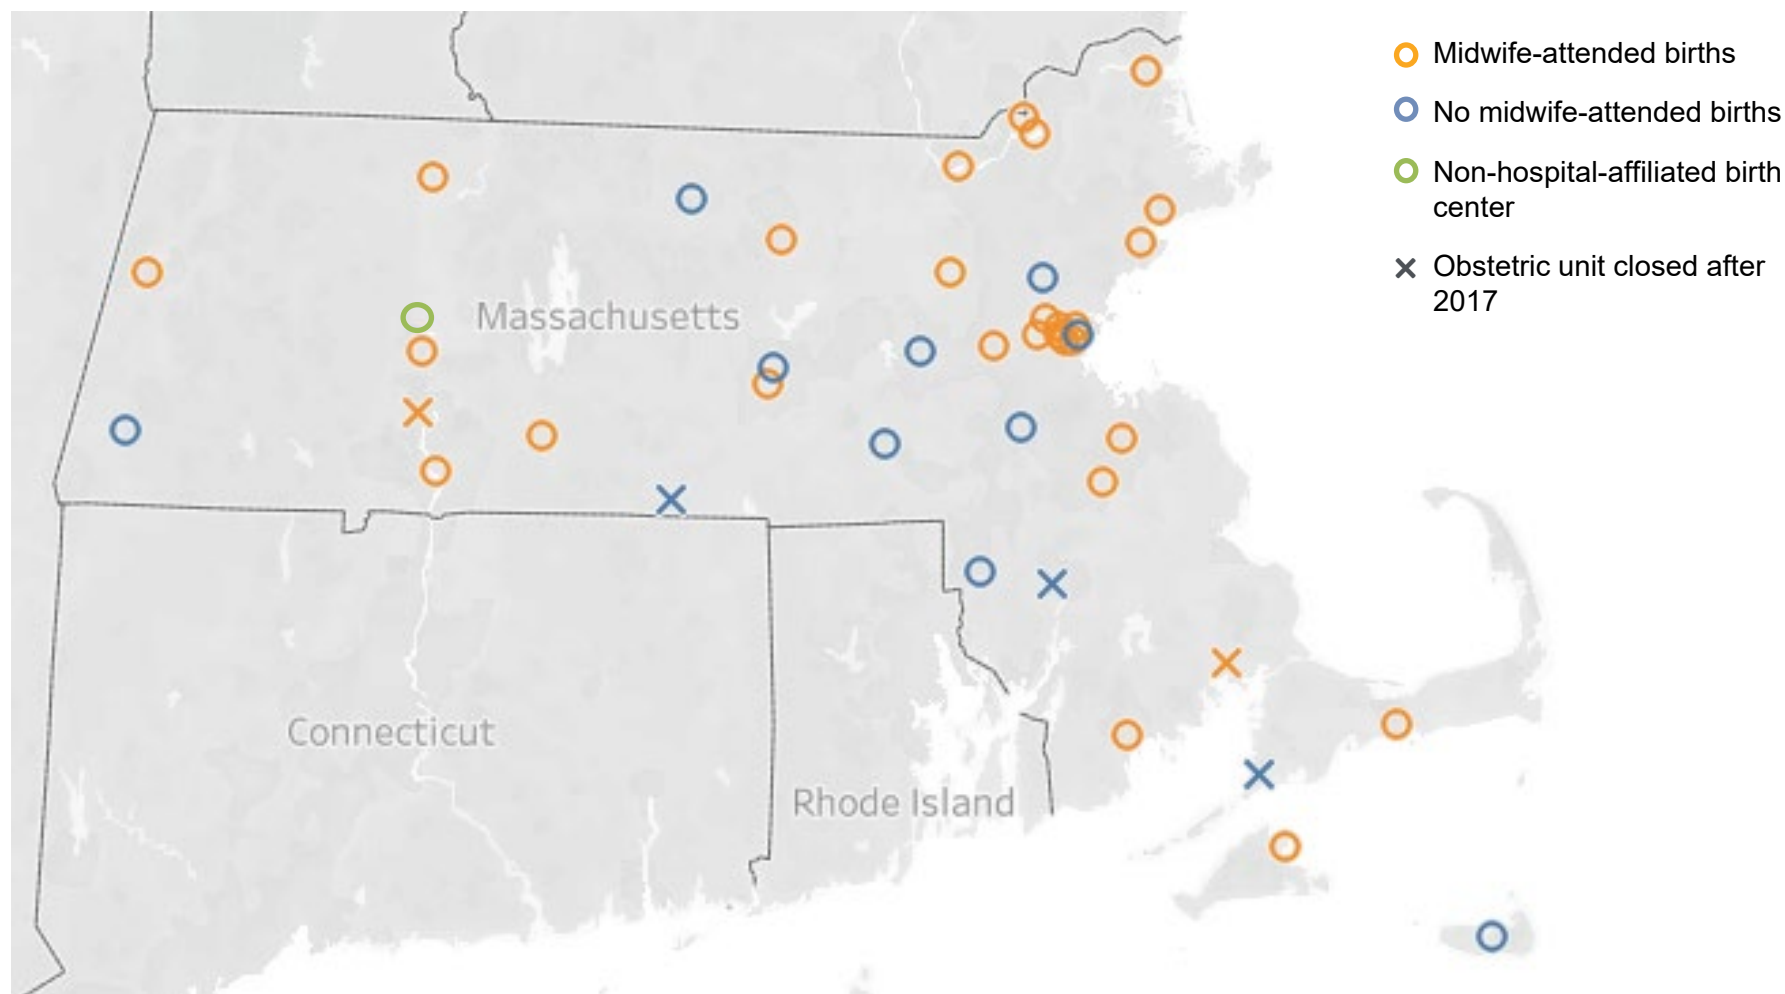 Midwife-attended births
No midwife-attended births
Non-hospital-affiliated birth
center
Obstetric unit closed after
2017
Massachusetts
Connecticut
Rhode Island